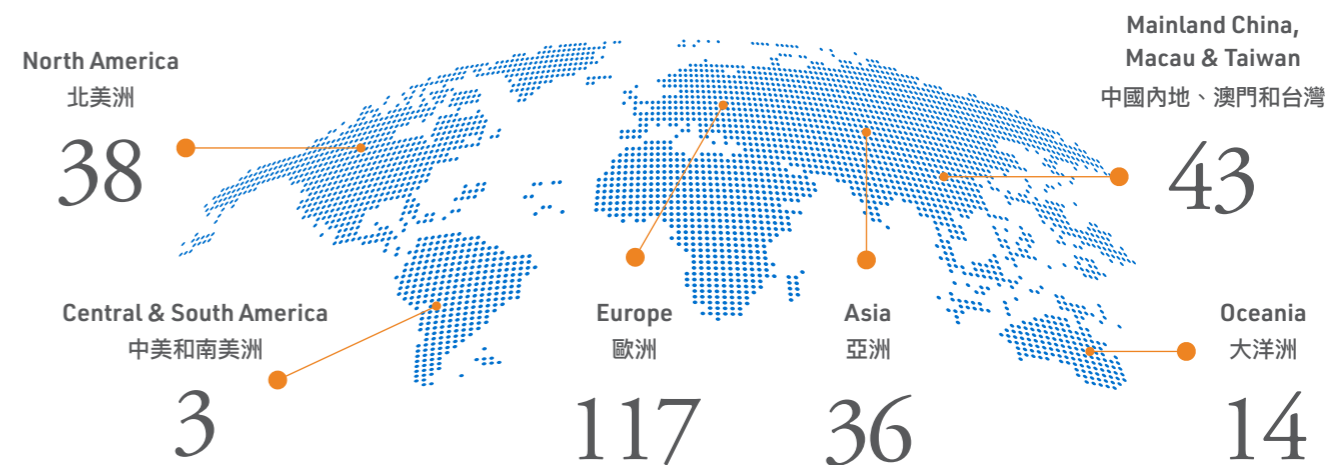 North America
北美洲
38
Mainland China,
Macau & Taiwan
中國內地、澳門和台灣
43
Central & South America
中美和南美洲
3
Europe
歐洲
117
Asia
亞洲
36
Oceania
大洋洲
14